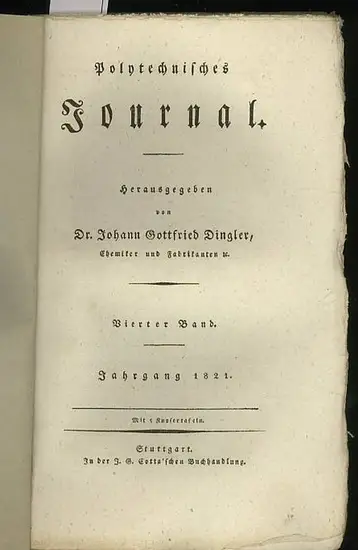 Polytechnisches
Journal.
Herausgegeben
von
Dr. Johann Gottfried Dingler,
Chemiker und Fabrikanten ꝛc.
Vierter Band.
Jahrgang 1821.
Mit 5 Kupfertafeln.
Stuttgart.
In der J. G. Cotta'schen Buchhandlung.